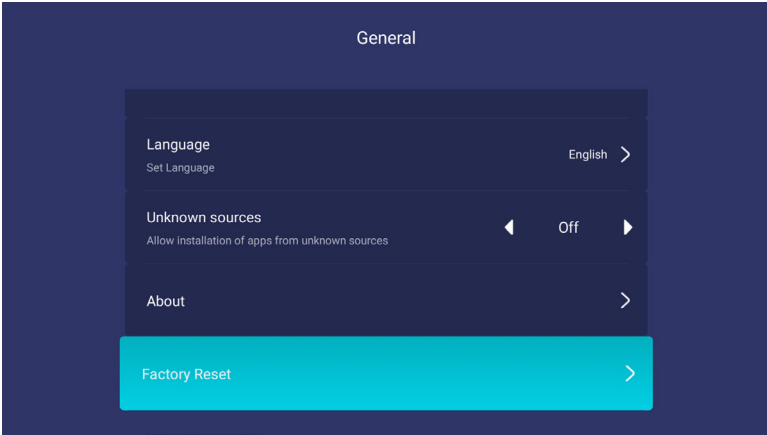 General
Language
Set Language
English
Unknown sources
Allow installation of apps from unknown sources
Off
About
Factory Reset